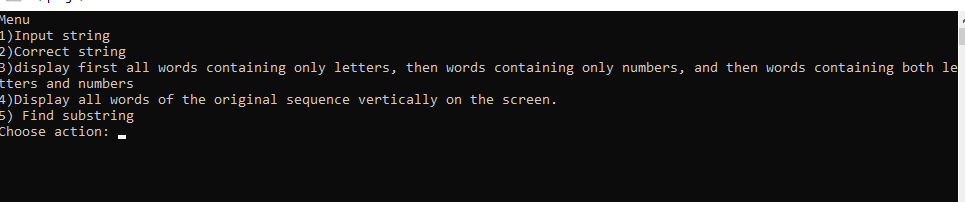 Menu
1)Input string
2)Correct string
3)display first all words containing only letters, then words containing only numbers, and then words containing both le
tters and numbers
4)Display all words of the original sequence vertically on the screen.
5) Find substring
Choose action: